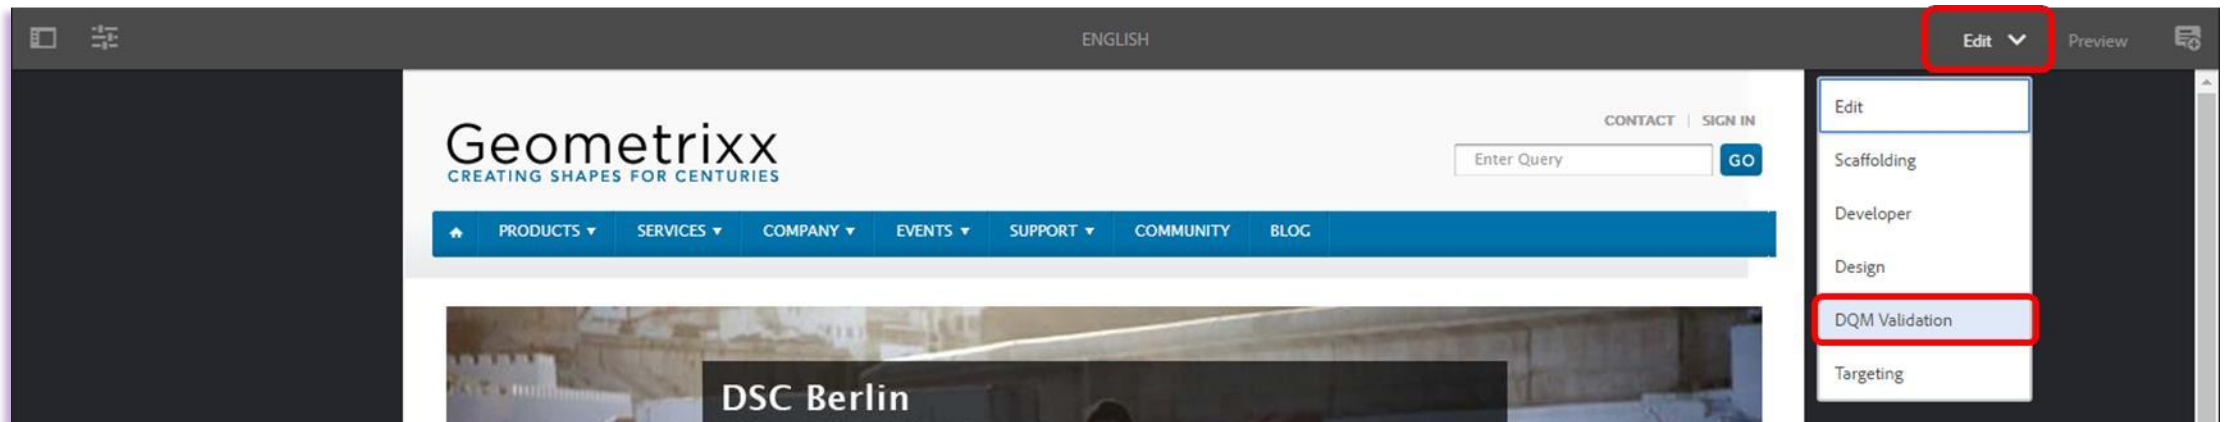 ENGLISH
Edit
Preview
Geometrixx
CREATING SHAPES FOR CENTURIES
CONTACT | SIGN IN
Enter Query
GO
PRODUCTS ▼ SERVICES ▼ COMPANY ▼ EVENTS ▼ SUPPORT ▼ COMMUNITY BLOG
DSC Berlin
Edit
Scaffolding
Developer
Design
DQM Validation
Targeting